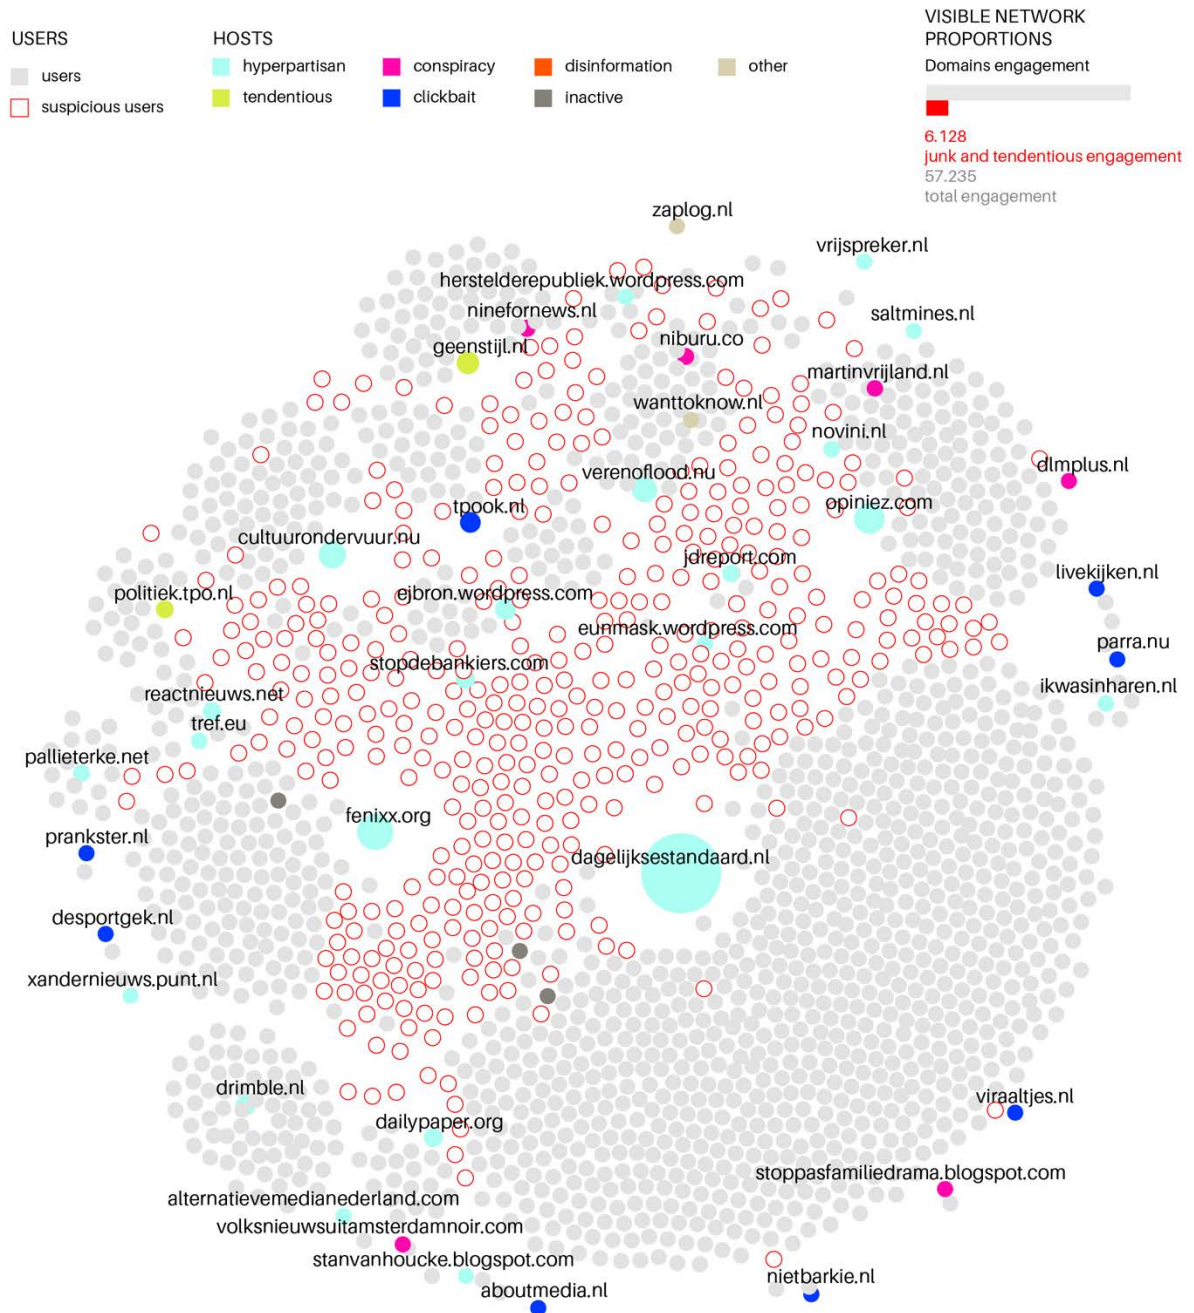 VISIBLE NETWORK
PROPORTIONS
Domains engagement
6.128
junk and tendentious engagement
57.235
total engagement
USERS
users
suspicious users
HOSTS
hyperpartisan
conspiracy
disinformation
other
tendentious
clickbait
inactive
zaplog.nl
vrijspreker.nl
herstelderepubliek.wordpress.com
ninefornews.nl
saltmines.nl
geenstijl.nl
niburu.co
martinvrijland.nl
wanttoknow.nl
novini.nl
verenoflood.nu
dlmplus.nl
tpook.nl
opiniez.com
cultuurondervuur.nu
jdreport.com
livekijken.nl
politiek.tpo.nl
ejbron.wordpress.com
eunmask.wordpress.com
parra.nu
stopdebankiers.com
ikwasinharen.nl
reactnieuws.net
tref.eu
pallieterke.net
fenixx.org
prankster.nl
dagelijksestandaard.nl
desportgek.nl
xandernieuws.punt.nl
drimble.nl
viraaltjes.nl
dailypaper.org
stoppasfamiliedrama.blogspot.com
alternatievemedianederland.com
volksnieuwsuitamsterdamnoir.com
stanvanhoucke.blogspot.com
nietbarkie.nl
aboutmedia.nl